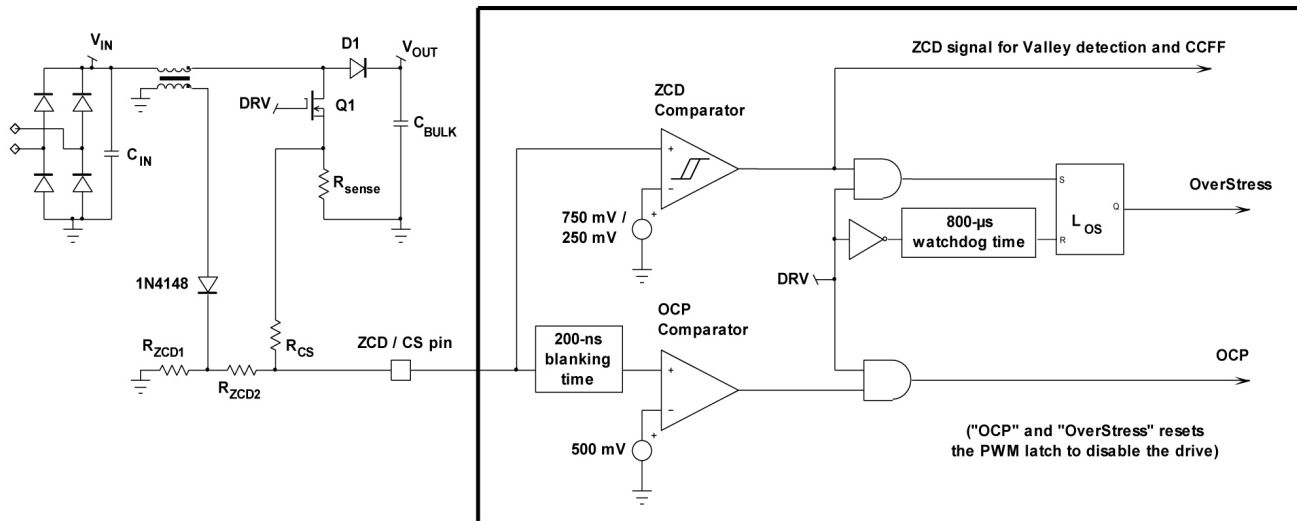 V_IN
D1
V_OUT
DRV
Q1
C_BULK
C_IN
R_sense
1N4148
R_ZCD1
R_ZCD2
R_CS
ZCD / CS pin
ZCD signal for Valley detection and CCFF
ZCD
Comparator
+
−
+
750 mV /
250 mV
S
R
Q
L_OS
OverStress
800-µs
watchdog time
DRV
OCP
Comparator
200-ns
blanking
time
+
−
+
500 mV
OCP
("OCP" and "OverStress" resets
the PWM latch to disable the drive)